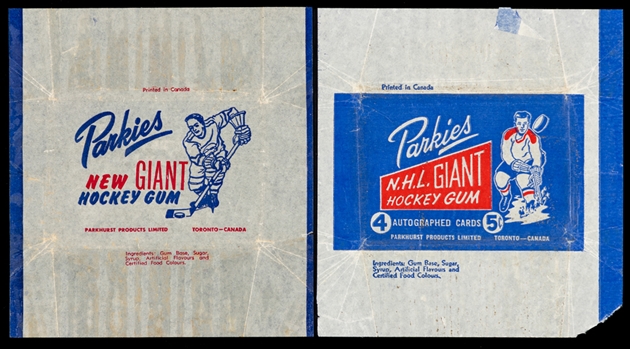 Printed in Canada
Parkies
NEW GIANT
HOCKEY GUM
PARKHURST PRODUCTS LIMITED TORONTO—CANADA
Ingredients: Gum Base, Sugar,
Syrup, Artificial Flavours and
Certified Food Colours.
Printed in Canada
Parkies
N.H.L. GIANT
HOCKEY GUM
4 AUTOGRAPHED CARDS 5¢
PARKHURST PRODUCTS LIMITED TORONTO—CANADA
Ingredients: Gum Base, Sugar,
Syrup, Artificial Flavours and
Certified Food Colours.